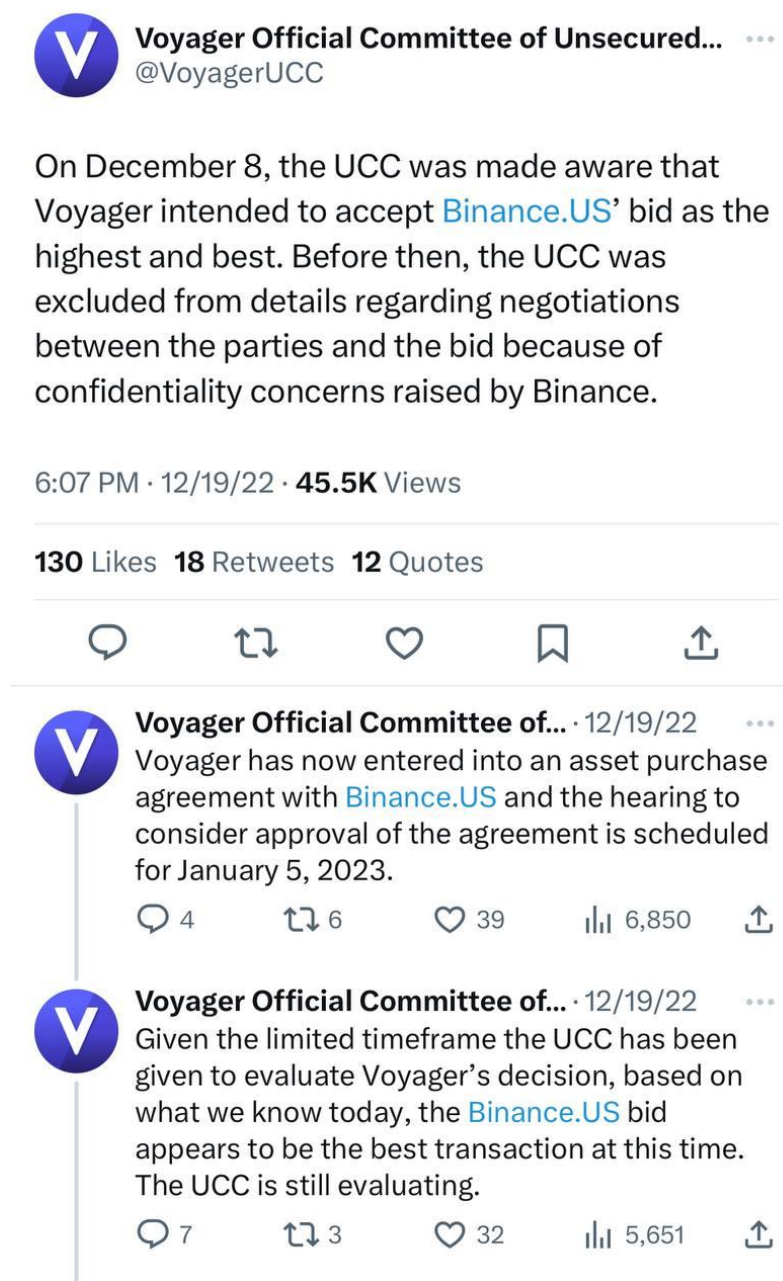 Voyager Official Committee of Unsecured...
@VoyagerUCC
On December 8, the UCC was made aware that
Voyager intended to accept Binance.US’ bid as the
highest and best. Before then, the UCC was
excluded from details regarding negotiations
between the parties and the bid because of
confidentiality concerns raised by Binance.
6:07 PM · 12/19/22 · 45.5K Views
130 Likes 18 Retweets 12 Quotes
Voyager Official Committee of... · 12/19/22
Voyager has now entered into an asset purchase
agreement with Binance.US and the hearing to
consider approval of the agreement is scheduled
for January 5, 2023.
4 6 39 6,850
Voyager Official Committee of... · 12/19/22
Given the limited timeframe the UCC has been
given to evaluate Voyager’s decision, based on
what we know today, the Binance.US bid
appears to be the best transaction at this time.
The UCC is still evaluating.
7 3 32 5,651